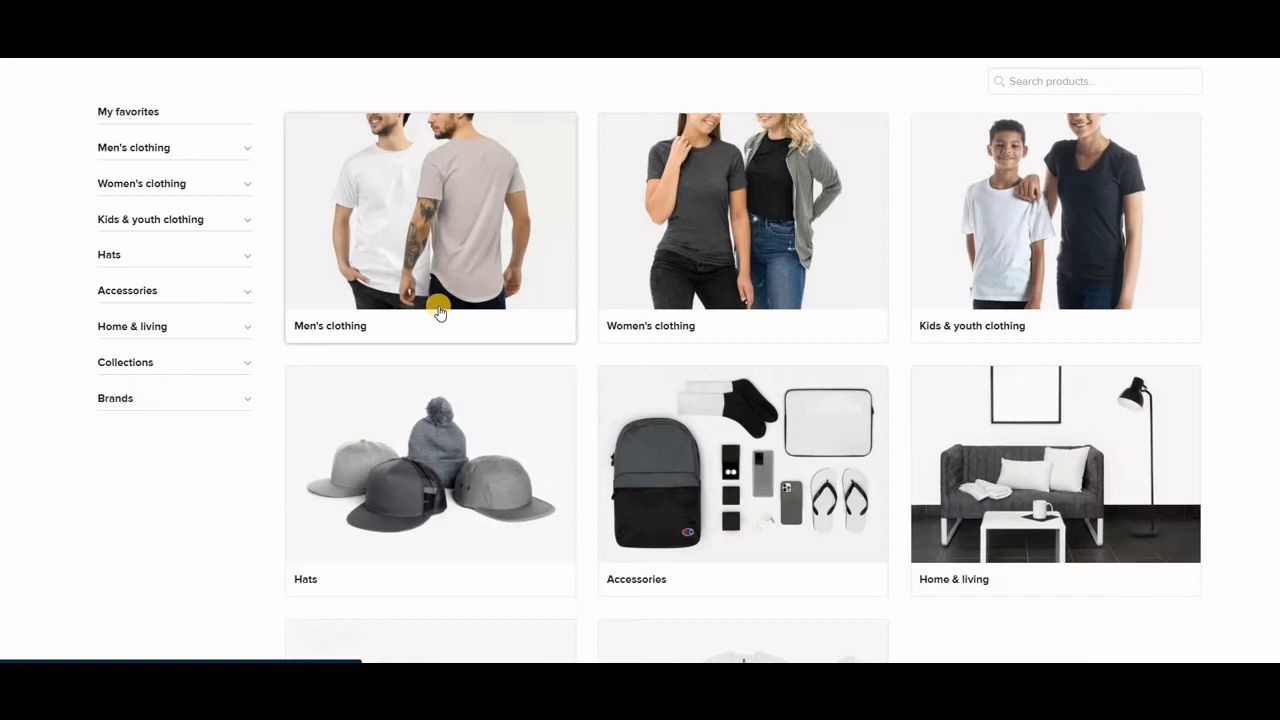 Search products...
My favorites
Men's clothing
Women's clothing
Kids & youth clothing
Hats
Accessories
Home & living
Collections
Brands
Men's clothing
Women's clothing
Kids & youth clothing
Hats
Accessories
Home & living